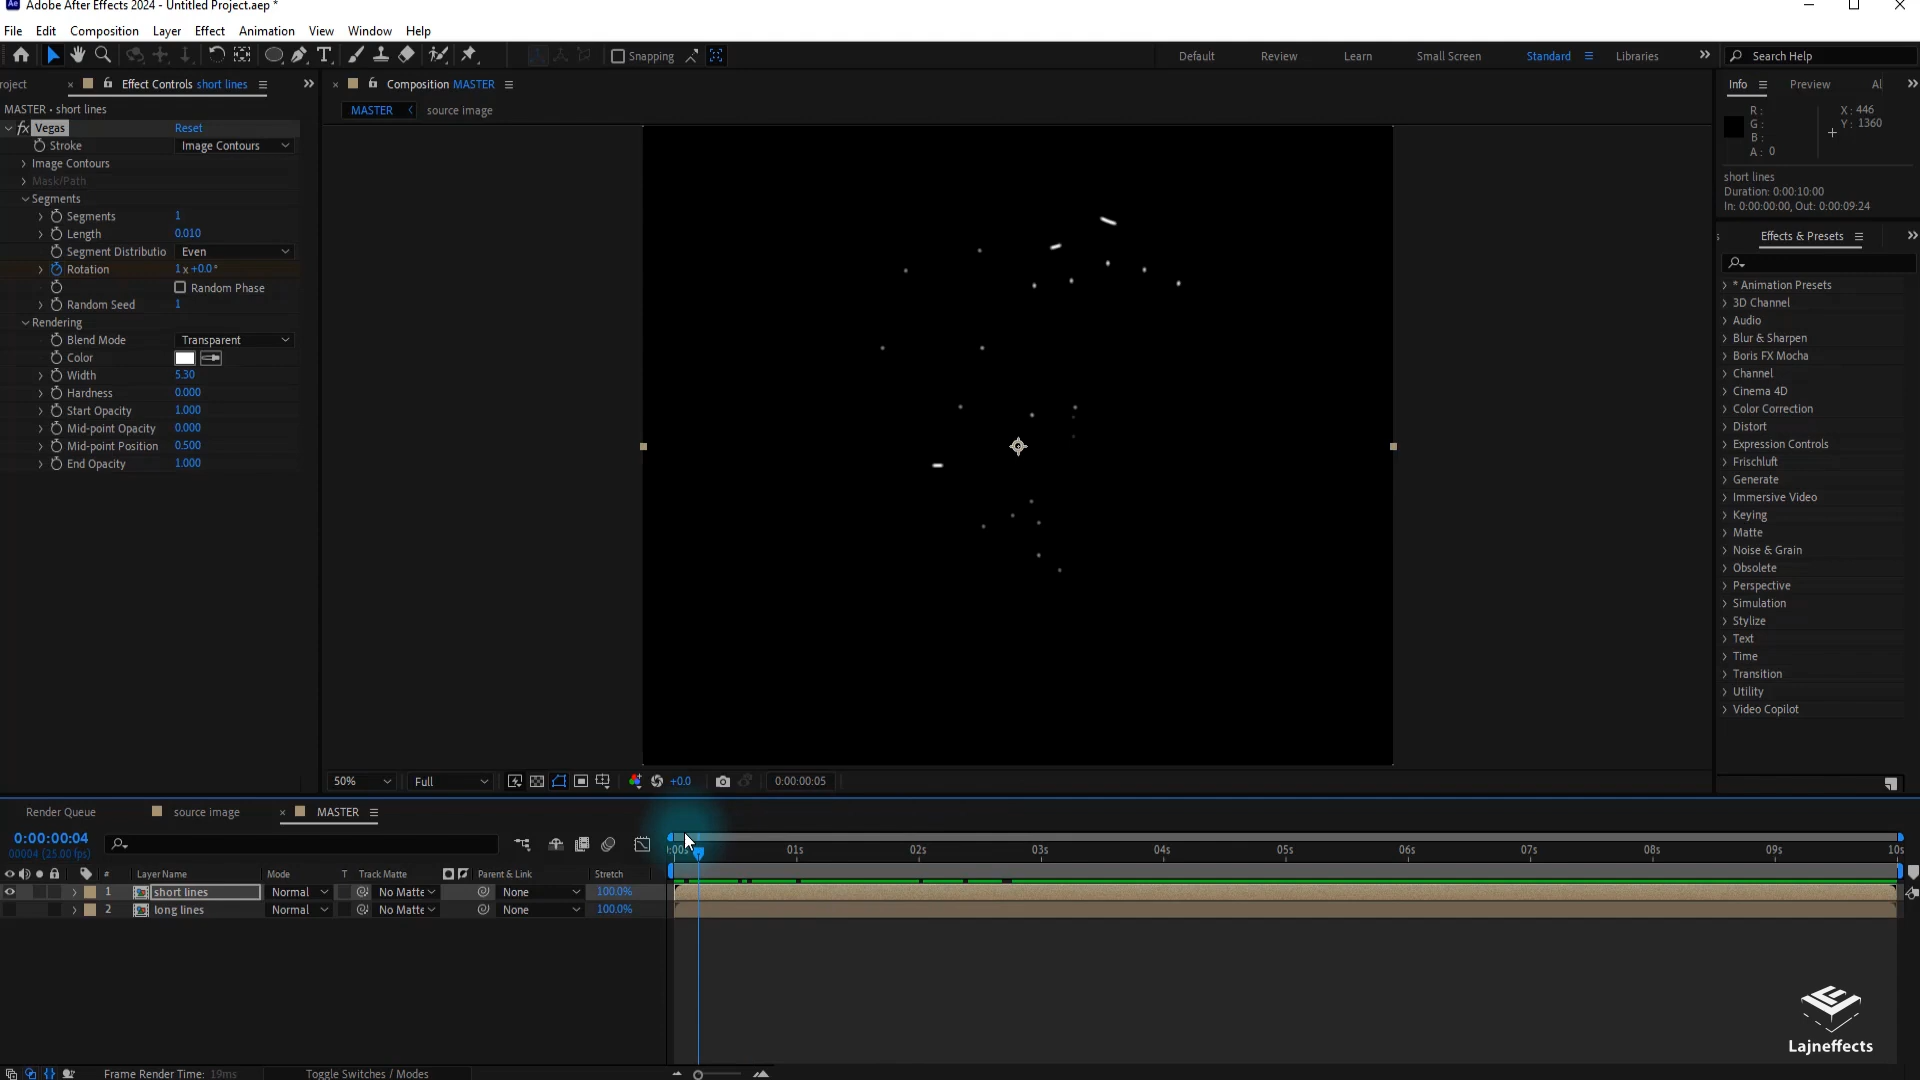 Ae Adobe After Effects 2024 - Untitled Project.aep *
File Edit Composition Layer Effect Animation View Window Help
Snapping Default Review Learn Small Screen Standard Libraries Search Help
roject Effect Controls short lines
MASTER • short lines
fx Vegas Reset
Stroke Image Contours
Image Contours
Mask/Path
Segments
Segments 1
Length 0.010
Segment Distributio Even
Rotation 1x+0.0°
Random Phase
Random Seed 1
Rendering
Blend Mode Transparent
Color
Width 5.30
Hardness 0.000
Start Opacity 1.000
Mid-point Opacity 0.000
Mid-point Position 0.500
End Opacity 1.000
Composition MASTER
MASTER source image
50% Full +0.0 0:00:00:05
Info Preview Al
R:
G:
B:
A: 0
X: 446
Y: 1360
short lines
Duration: 0:00:10:00
In: 0:00:00:00, Out: 0:00:09:24
s Effects & Presets
* Animation Presets
3D Channel
Audio
Blur & Sharpen
Boris FX Mocha
Channel
Cinema 4D
Color Correction
Distort
Expression Controls
Frischluft
Generate
Immersive Video
Keying
Matte
Noise & Grain
Obsolete
Perspective
Simulation
Stylize
Text
Time
Transition
Utility
Video Copilot
Render Queue source image MASTER
0:00:00:04
00004 (25.00 fps)
:00s 01s 02s 03s 04s 05s 06s 07s 08s 09s 10s
# Layer Name Mode T Track Matte Parent & Link Stretch
1 short lines Normal No Matte None 100.0%
2 long lines Normal No Matte None 100.0%
Lajneffects
Frame Render Time: 19ms Toggle Switches / Modes